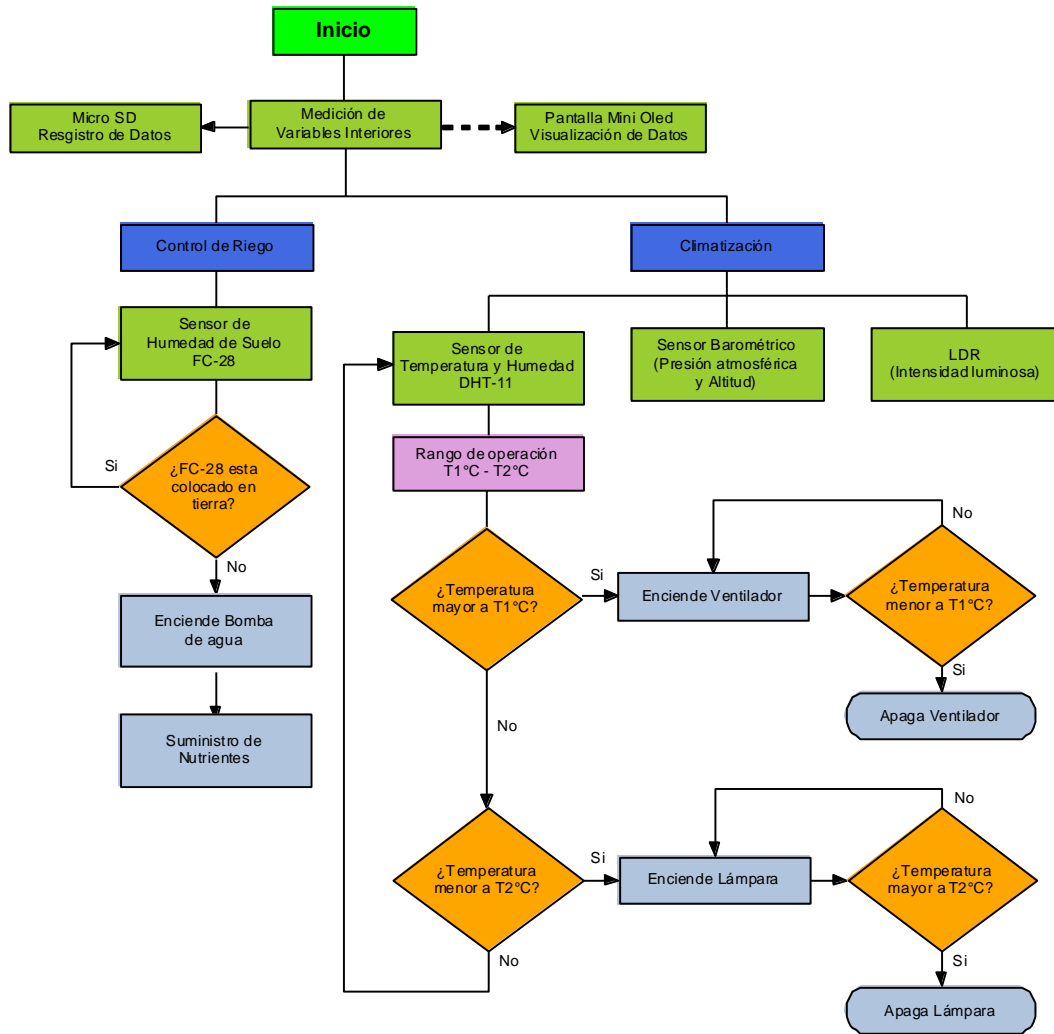 Inicio
Micro SD
Resgistro de Datos
Medición de
Variables Interiores
Pantalla Mini Oled
Visualización de Datos
Control de Riego
Climatización
Sensor de
Humedad de Suelo
FC-28
Sensor de
Temperatura y Humedad
DHT-11
Sensor Barométrico
(Presión atmosférica
y Altitud)
LDR
(Intensidad luminosa)
Rango de operación
T1°C - T2°C
Si
¿FC-28 esta
colocado en
tierra?
No
Enciende Bomba
de agua
Suministro de
Nutrientes
¿Temperatura
mayor a T1°C?
Si
Enciende Ventilador
No
¿Temperatura
menor a T1°C?
Si
Apaga Ventilador
No
¿Temperatura
menor a T2°C?
Si
Enciende Lámpara
No
¿Temperatura
mayor a T2°C?
No
Si
Apaga Lámpara